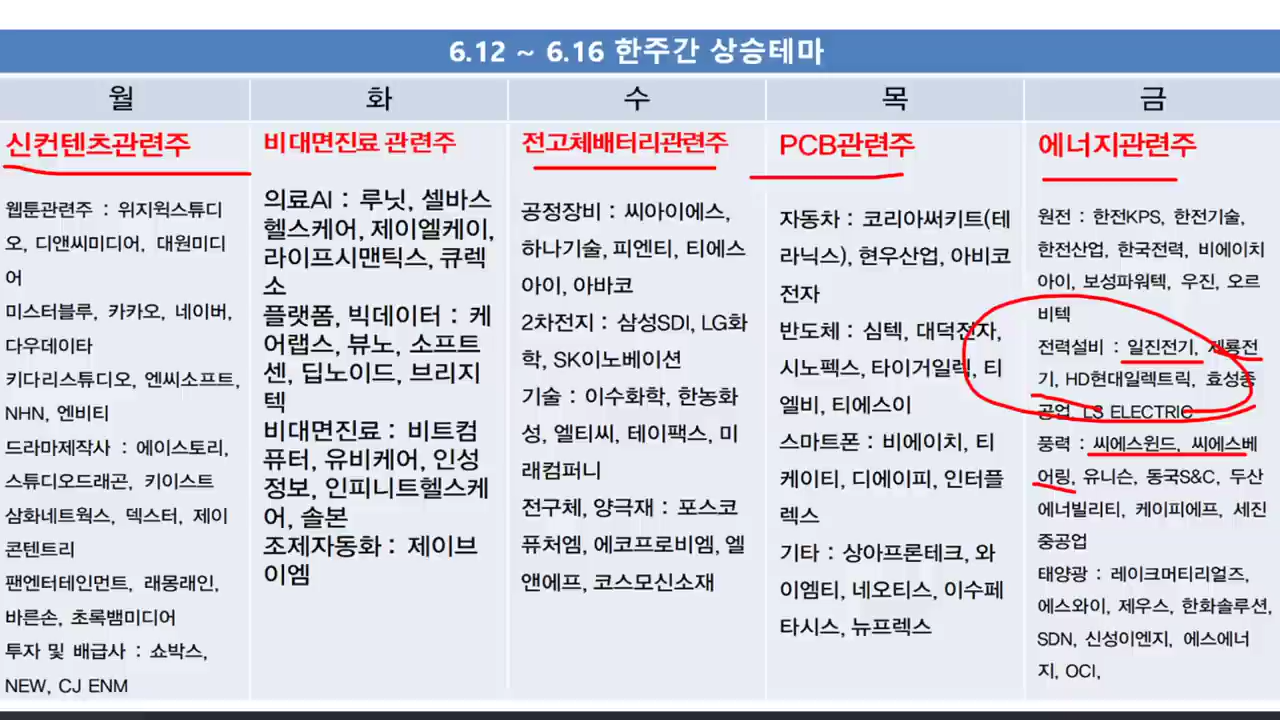 6.12 ~ 6.16 한주간 상승테마
월
화
수
목
금
신컨텐츠관련주
웹툰관련주 : 위지윅스튜디
오, 디앤씨미디어, 대원미디
어
미스터블루, 카카오, 네이버,
다우데이타
키다리스튜디오, 엔씨소프트,
NHN, 엔비티
드라마제작사 : 에이스토리,
스튜디오드래곤, 키이스트
삼화네트웍스, 덱스터, 제이
콘텐트리
팬엔터테인먼트, 래몽래인,
바른손, 초록뱀미디어
투자 및 배급사 : 쇼박스,
NEW, CJ ENM
비대면진료 관련주
의료AI : 루닛, 셀바스
헬스케어, 제이엘케이,
라이프시맨틱스, 큐렉
소
플랫폼, 빅데이터 : 케
어랩스, 뷰노, 소프트
센, 딥노이드, 브리지
텍
비대면진료 : 비트컴
퓨터, 유비케어, 인성
정보, 인피니트헬스케
어, 솔본
조제자동화 : 제이브
이엠
전고체배터리관련주
공정장비 : 씨아이에스,
하나기술, 피엔티, 티에스
아이, 아바코
2차전지 : 삼성SDI, LG화
학, SK이노베이션
기술 : 이수화학, 한농화
성, 엘티씨, 테이팩스, 미
래컴퍼니
전구체, 양극재 : 포스코
퓨처엠, 에코프로비엠, 엘
앤에프, 코스모신소재
PCB관련주
자동차 : 코리아써키트(테
라닉스), 현우산업, 아비코
전자
반도체 : 심텍, 대덕전자,
시노펙스, 타이거일렉, 티
엘비, 티에스이
스마트폰 : 비에이치, 티
케이티, 디에이피, 인터플
렉스
기타 : 상아프론테크, 와
이엠티, 네오티스, 이수페
타시스, 뉴프렉스
에너지관련주
원전 : 한전KPS, 한전기술,
한전산업, 한국전력, 비에이치
아이, 보성파워텍, 우진, 오르
비텍
전력설비 : 일진전기, 제룡전
기, HD현대일렉트릭, 효성중
공업, LS ELECTRIC
풍력 : 씨에스윈드, 씨에스베
어링, 유니슨, 동국S&C, 두산
에너빌리티, 케이피에프, 세진
중공업
태양광 : 레이크머티리얼즈,
에스와이, 제우스, 한화솔루션,
SDN, 신성이엔지, 에스에너
지, OCI,